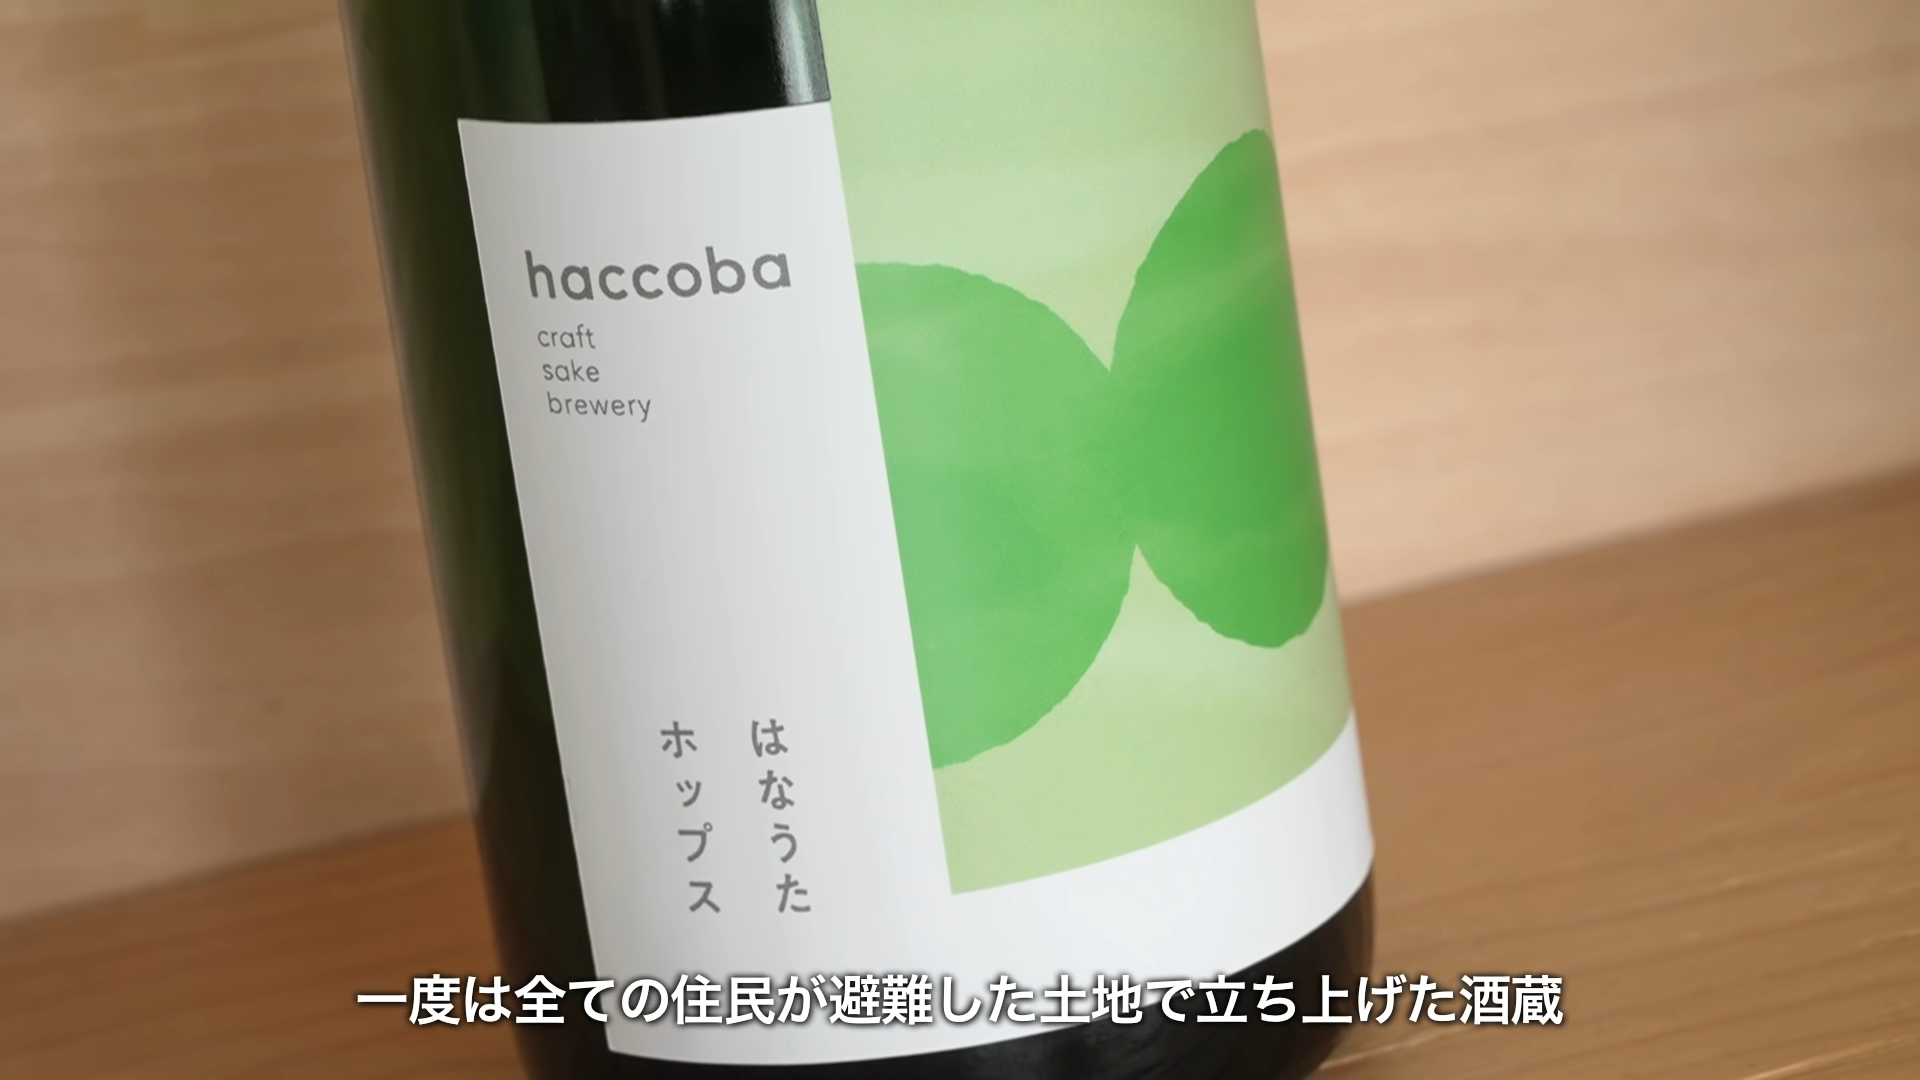 haccoba
craft
sake
brewery
はなうた
ホップス
一度は全ての住民が避難した土地で立ち上げた酒蔵